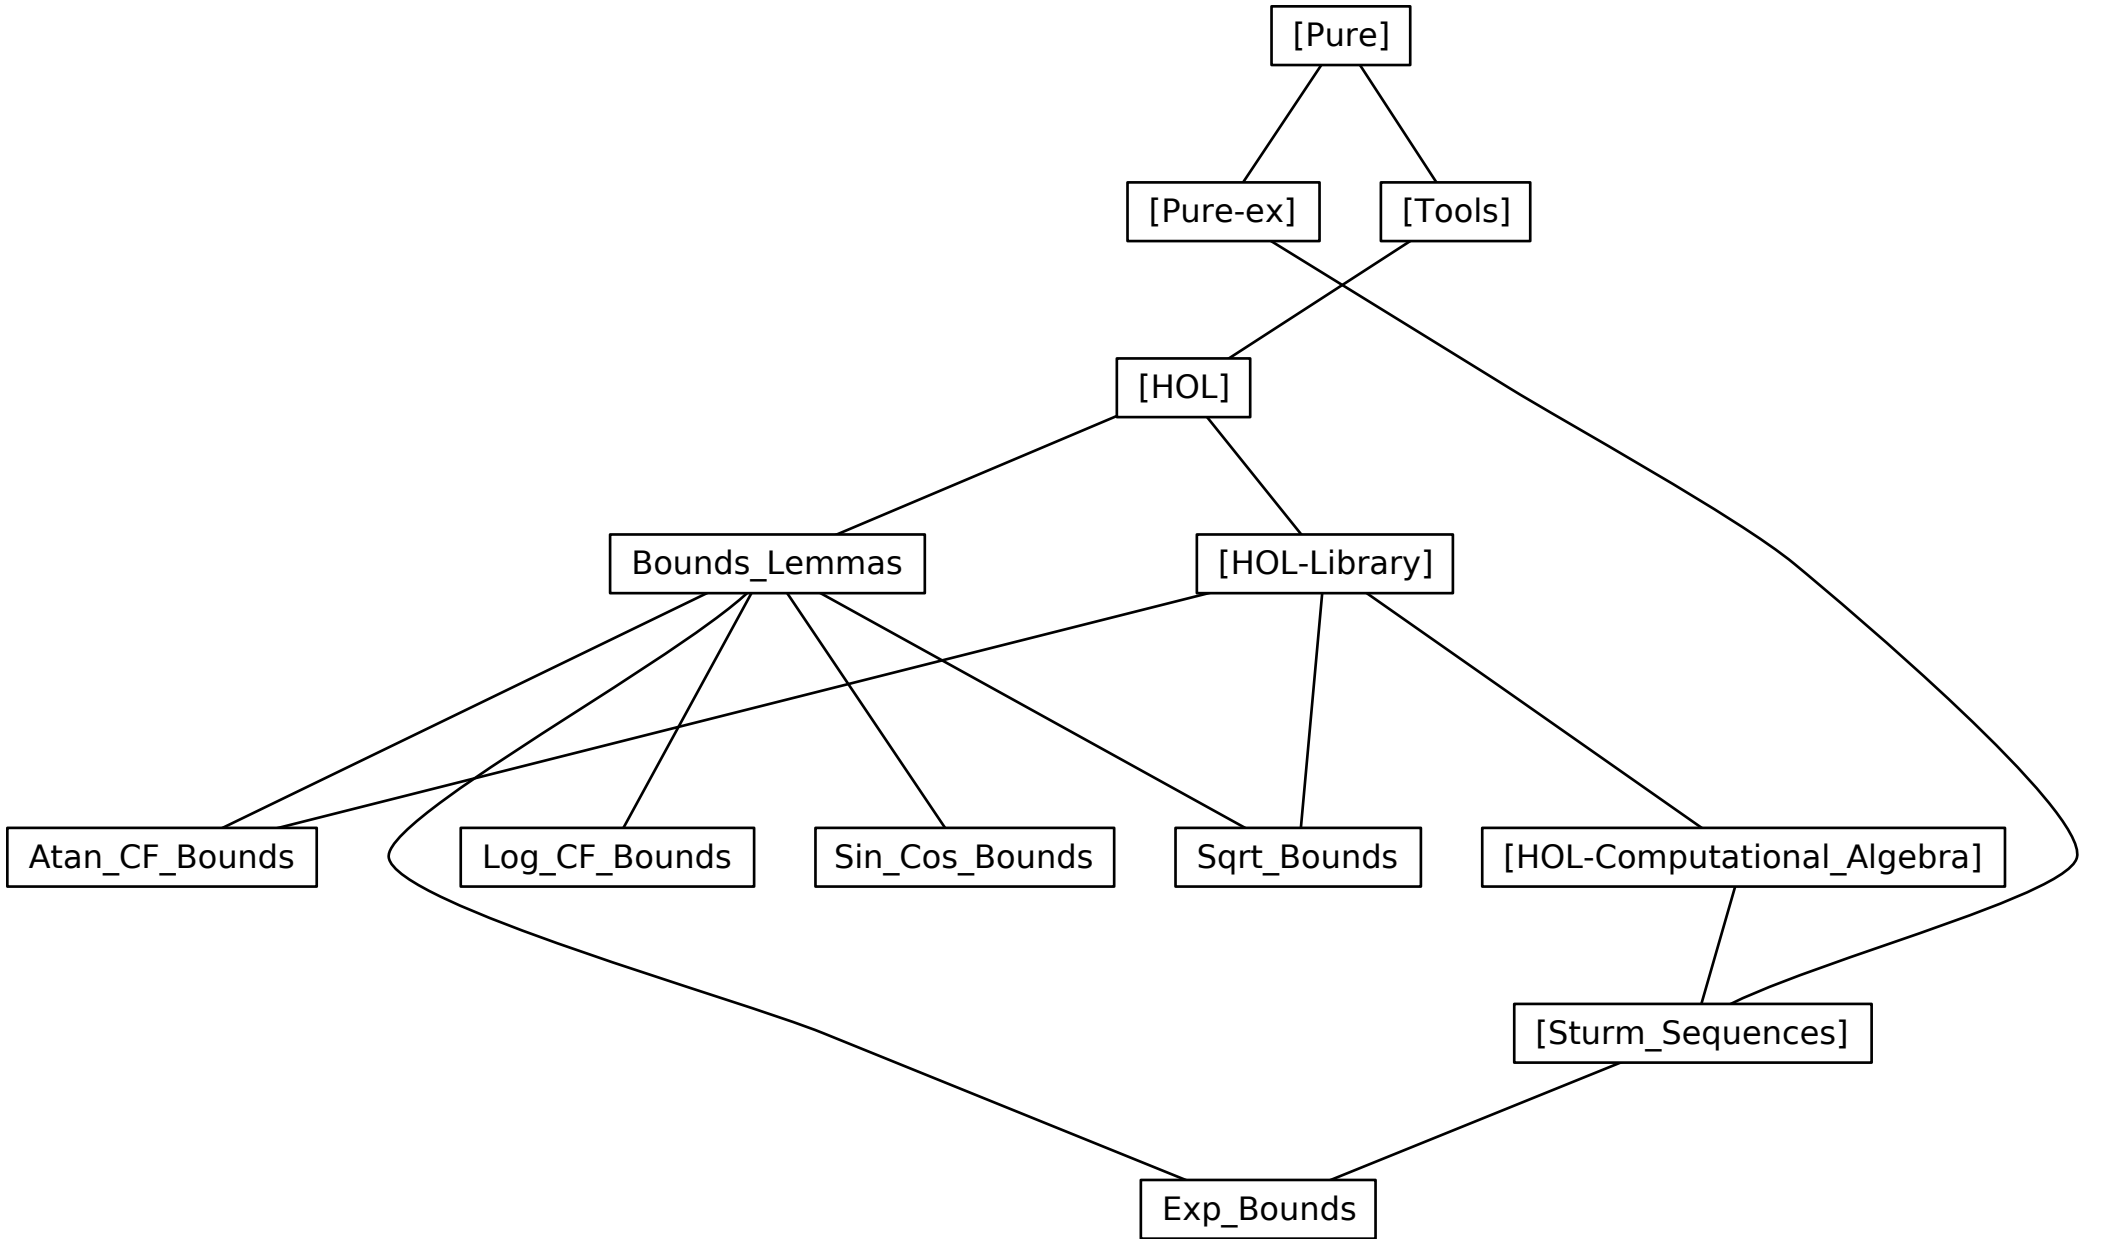 [Pure]
[Pure-ex]
[Tools]
[HOL]
Bounds_Lemmas
[HOL-Library]
Atan_CF_Bounds
Log_CF_Bounds
Sin_Cos_Bounds
Sqrt_Bounds
[HOL-Computational_Algebra]
[Sturm_Sequences]
Exp_Bounds